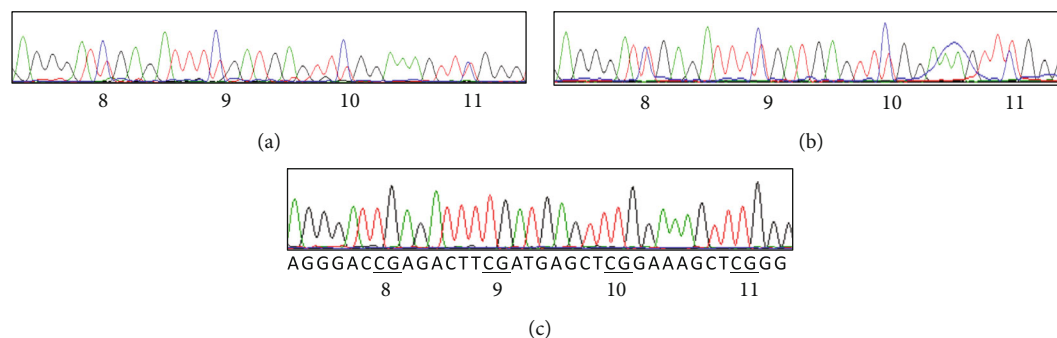 8 9 10 11
8 9 10 11
(a)
(b)
AGGGACCGAGACTTCGATGAGCTCGGAAAGCTCGGG
8 9 10 11
(c)